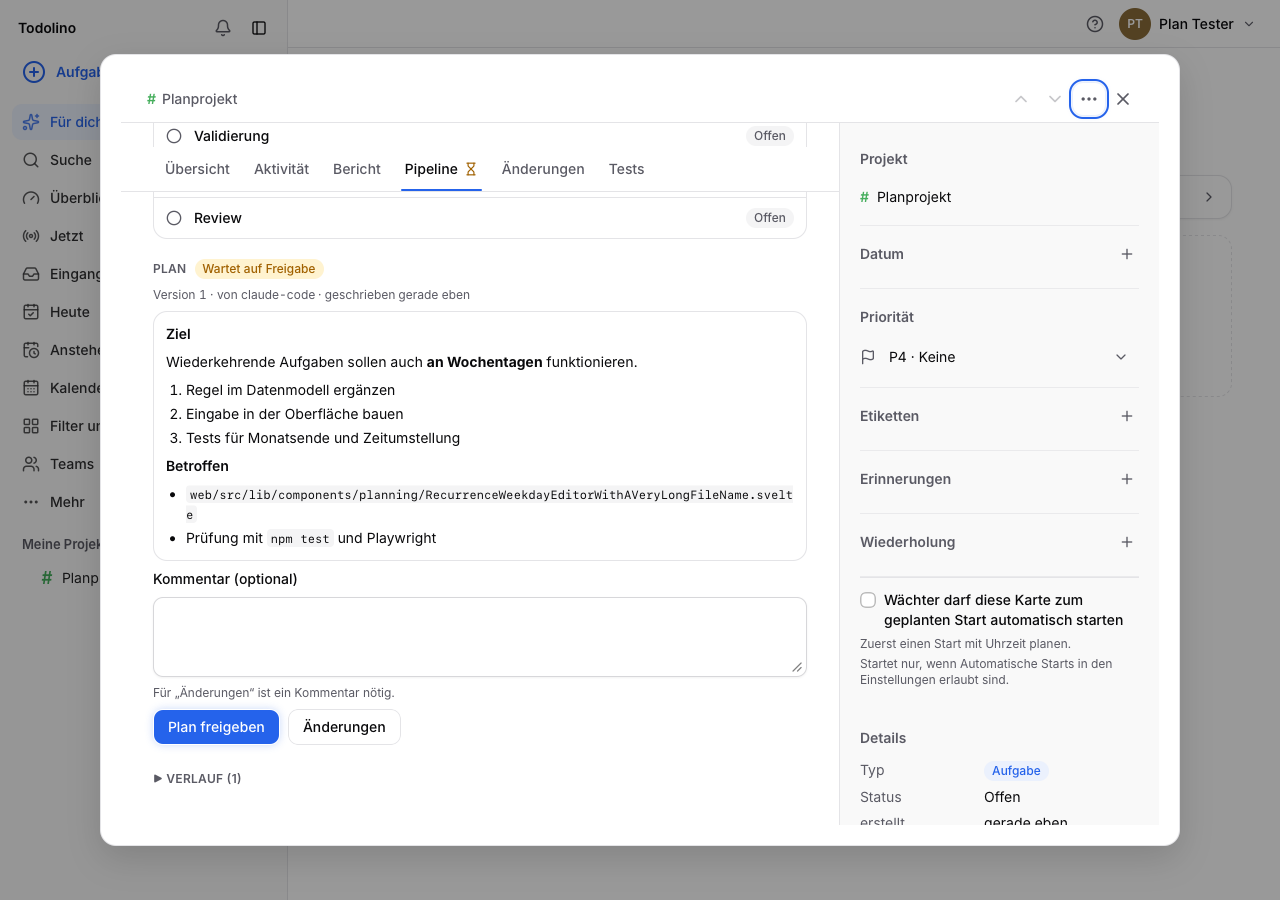 Todolino
PT Plan Tester
Aufgab
Für dich
Suche
Überbli
Jetzt
Eingang
Heute
Anstehe
Kalende
Filter un
Teams
Mehr
Meine Projek
# Planp
# Planprojekt
Validierung Offen
Übersicht Aktivität Bericht Pipeline Änderungen Tests
Review Offen
PLAN Wartet auf Freigabe
Version 1 · von claude-code · geschrieben gerade eben
Ziel
Wiederkehrende Aufgaben sollen auch an Wochentagen funktionieren.
1. Regel im Datenmodell ergänzen
2. Eingabe in der Oberfläche bauen
3. Tests für Monatsende und Zeitumstellung
Betroffen
• web/src/lib/components/planning/RecurrenceWeekdayEditorWithAVeryLongFileName.svelt
e
• Prüfung mit npm test und Playwright
Kommentar (optional)
Für „Änderungen“ ist ein Kommentar nötig.
Plan freigeben Änderungen
VERLAUF (1)
Projekt
# Planprojekt
Datum
Priorität
P4 · Keine
Etiketten
Erinnerungen
Wiederholung
Wächter darf diese Karte zum
geplanten Start automatisch starten
Zuerst einen Start mit Uhrzeit planen.
Startet nur, wenn Automatische Starts in den
Einstellungen erlaubt sind.
Details
Typ Aufgabe
Status Offen
erstellt gerade eben